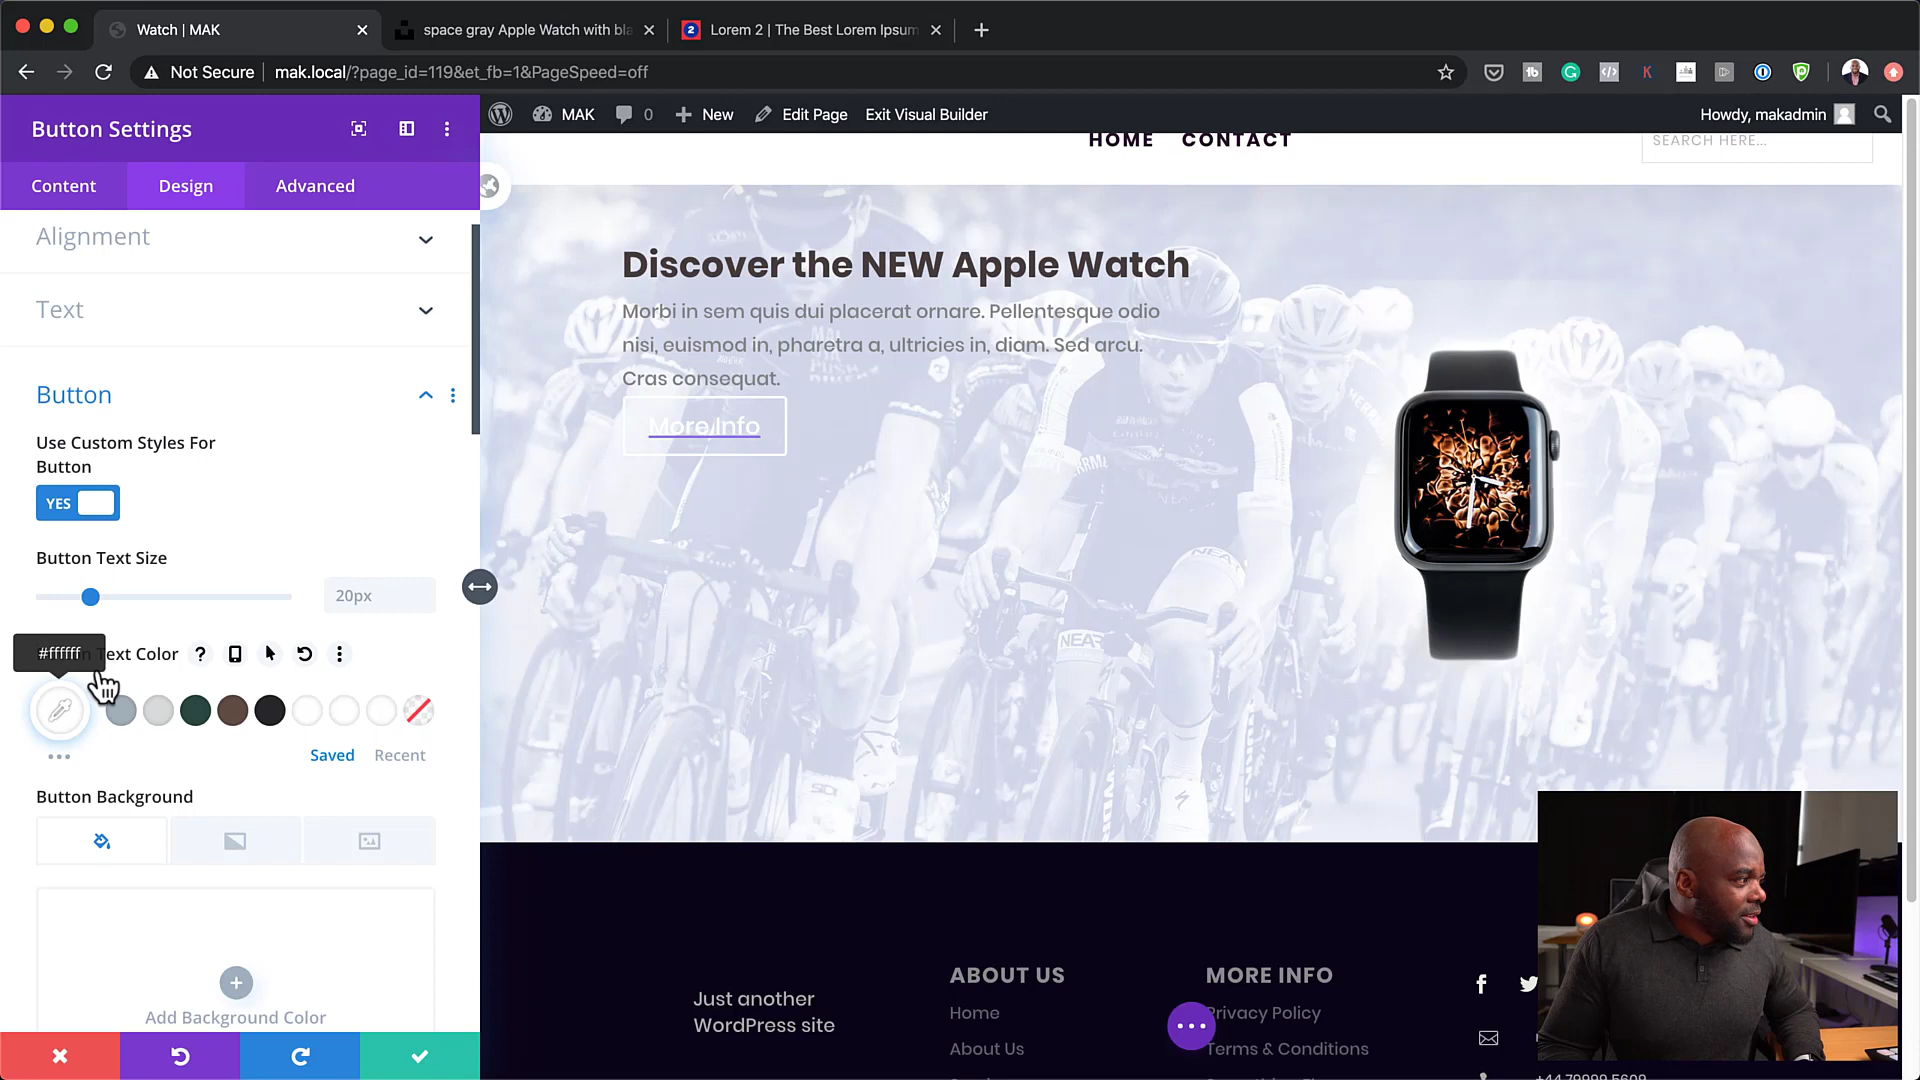 Watch | MAK
space gray Apple Watch with bla
2
Lorem 2 | The Best Lorem Ipsum
Not Secure
mak.local/?page_id=119&et_fb=1&PageSpeed=off
Button Settings
MAK
0
New
Edit Page
Exit Visual Builder
Howdy, makadmin
Content
Design
Advanced
HOME
CONTACT
SEARCH HERE...
Alignment
Text
Button
Use Custom Styles For
Button
YES
Button Text Size
20px
#ffffff
Text Color
Saved
Recent
Button Background
Add Background Color
Discover the NEW Apple Watch
Morbi in sem quis dui placerat ornare. Pellentesque odio
nisi, euismod in, pharetra a, ultricies in, diam. Sed arcu.
Cras consequat.
More Info
Just another
WordPress site
ABOUT US
Home
About Us
MORE INFO
Privacy Policy
Terms & Conditions